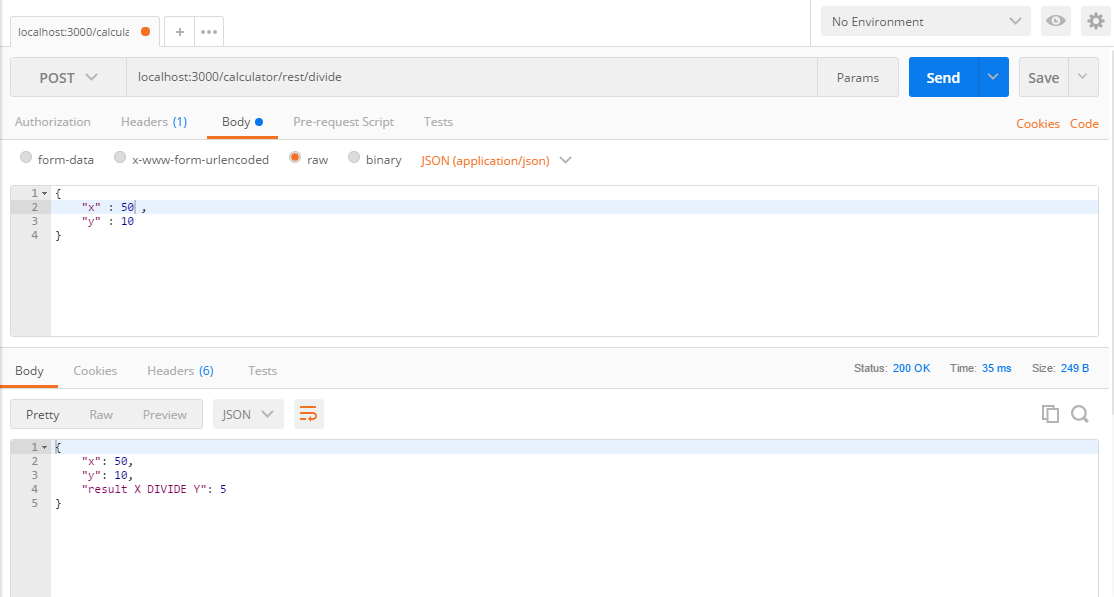 localhost:3000/calcula
No Environment
POST
localhost:3000/calculator/rest/divide
Params
Send
Save
Authorization
Headers (1)
Body
Pre-request Script
Tests
Cookies
Code
form-data
x-www-form-urlencoded
raw
binary
JSON (application/json)
1 {
2 "x" : 50 ,
3 "y" : 10
4 }
Body
Cookies
Headers (6)
Tests
Status: 200 OK
Time: 35 ms
Size: 249 B
Pretty
Raw
Preview
JSON
1 {
2 "x": 50,
3 "y": 10,
4 "result X DIVIDE Y": 5
5 }